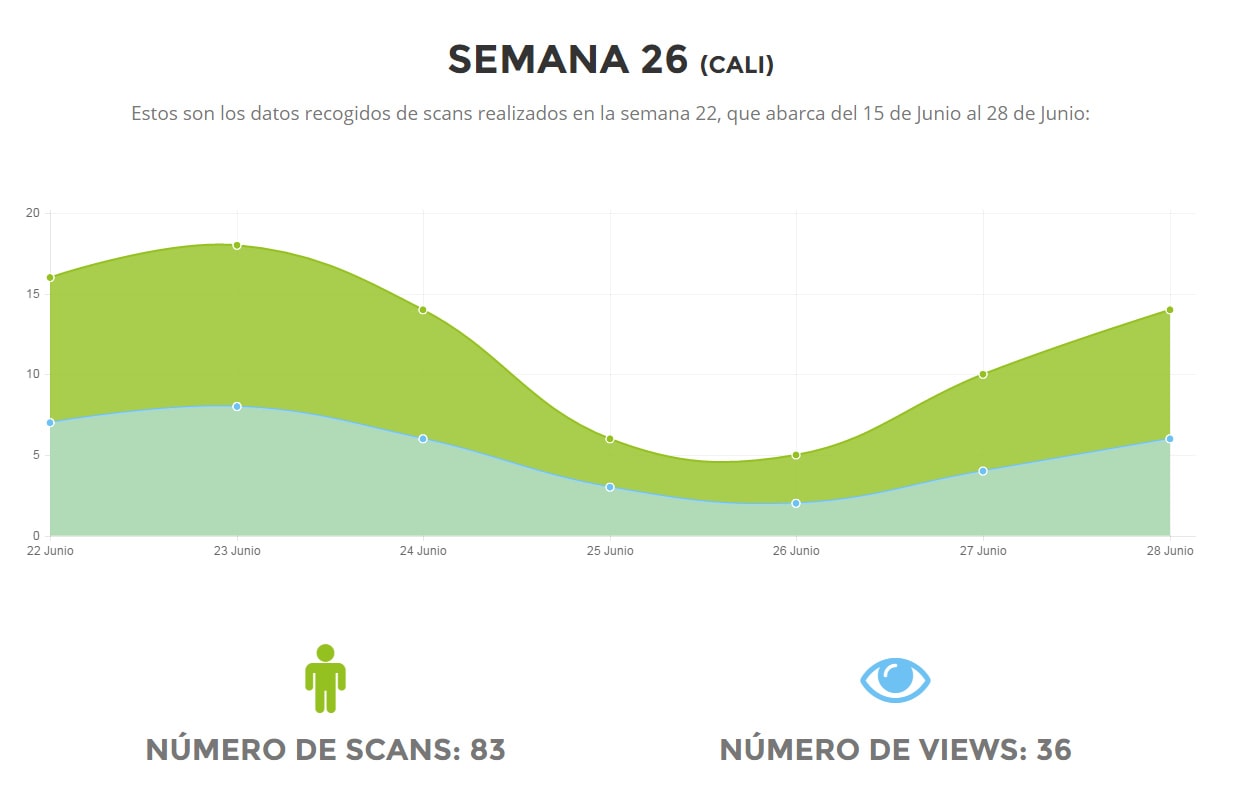 SEMANA 26 (CALI)
Estos son los datos recogidos de scans realizados en la semana 22, que abarca del 15 de Junio al 28 de Junio:
20
15
10
5
0
22 Junio 23 Junio 24 Junio 25 Junio 26 Junio 27 Junio 28 Junio
NÚMERO DE SCANS: 83
NÚMERO DE VIEWS: 36